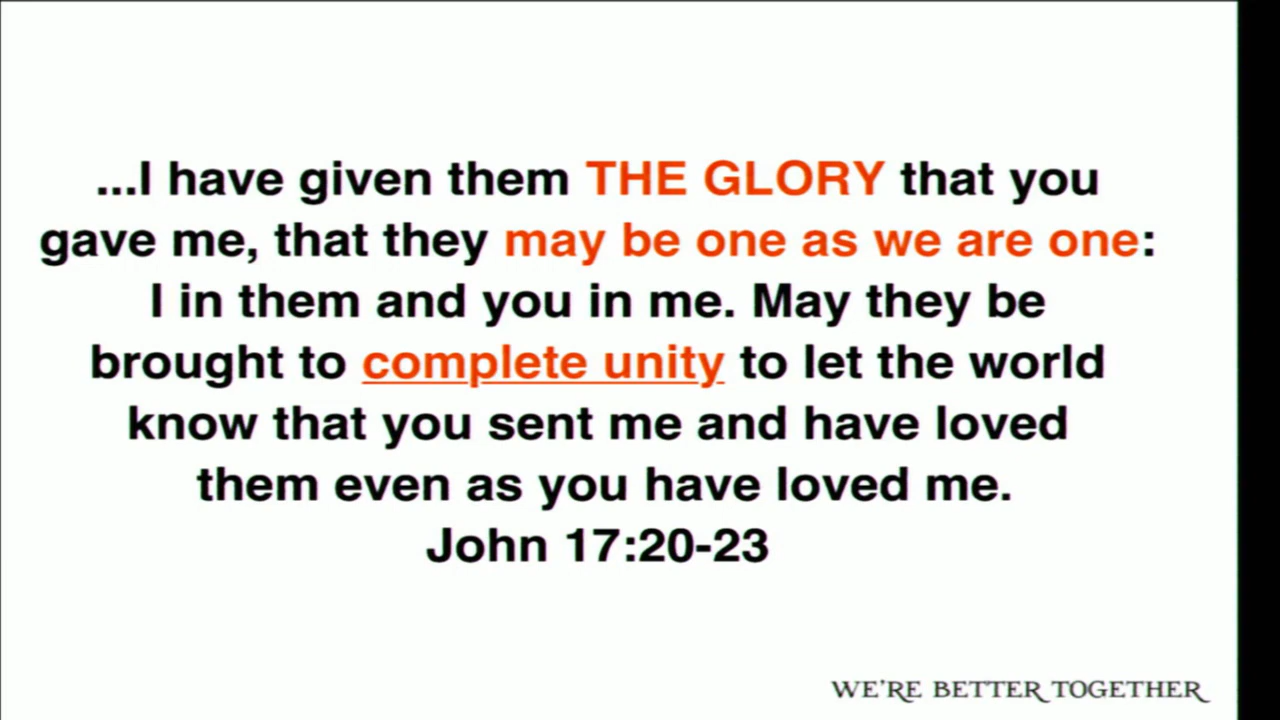 ...I have given them THE GLORY that you
gave me, that they may be one as we are one:
I in them and you in me. May they be
brought to complete unity to let the world
know that you sent me and have loved
them even as you have loved me.
John 17:20-23
WE'RE BETTER TOGETHER